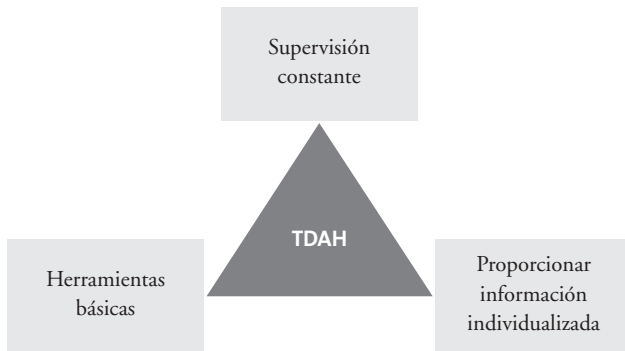 Supervisión
constante
TDAH
Herramientas
básicas
Proporcionar
información
individualizada